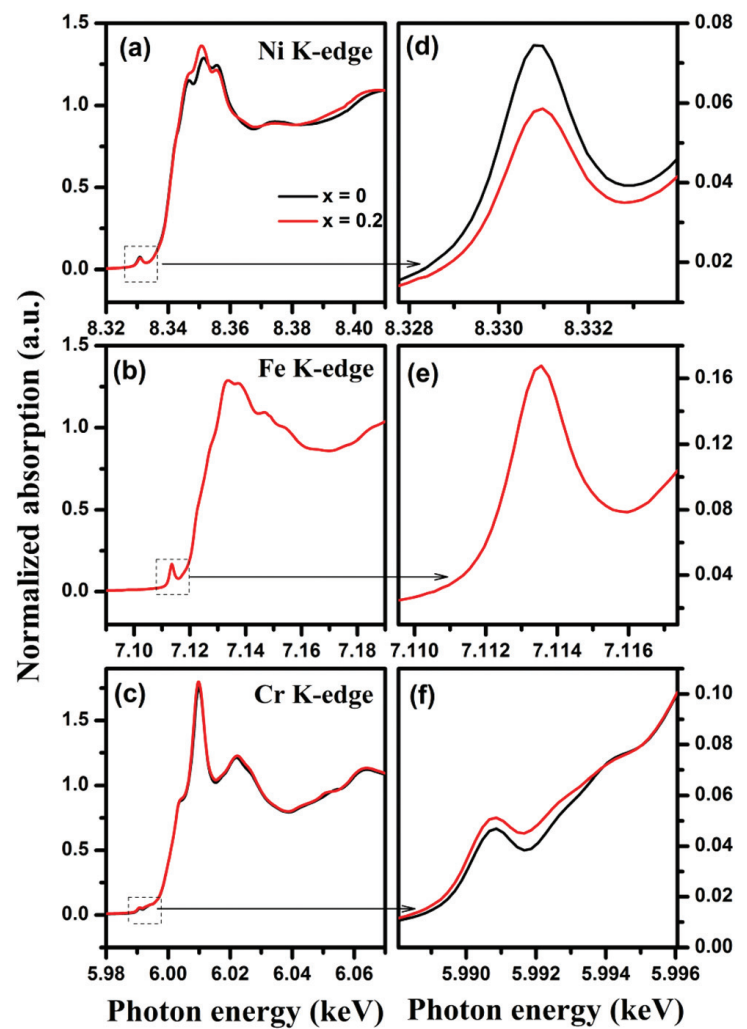 Normalized absorption (a.u.)
(a)
Ni K-edge
x = 0
x = 0.2
1.5
1.0
0.5
0.0
8.32 8.34 8.36 8.38 8.40
(d)
0.08
0.06
0.04
0.02
8.328 8.330 8.332
(b)
Fe K-edge
1.5
1.0
0.5
0.0
7.10 7.12 7.14 7.16 7.18
(e)
0.16
0.12
0.08
0.04
7.110 7.112 7.114 7.116
(c)
Cr K-edge
1.5
1.0
0.5
0.0
5.98 6.00 6.02 6.04 6.06
(f)
0.10
0.08
0.06
0.04
0.02
0.00
5.990 5.992 5.994 5.996
Photon energy (keV)
Photon energy (keV)